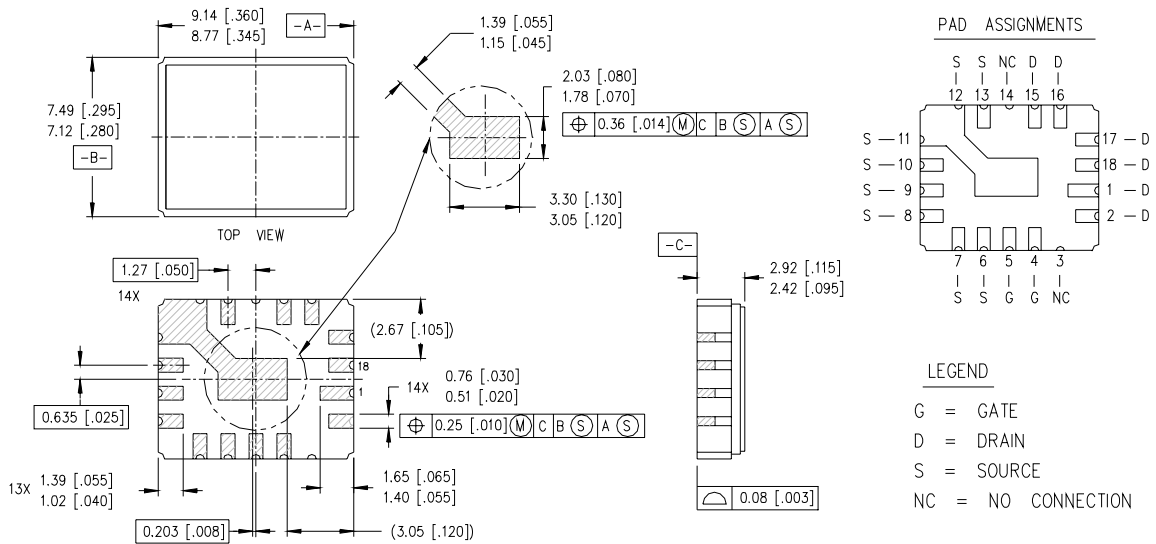 9.14 [.360]
8.77 [.345]
-A-
7.49 [.295]
7.12 [.280]
-B-
TOP VIEW
1.39 [.055]
1.15 [.045]
2.03 [.080]
1.78 [.070]
⌖ 0.36 [.014] Ⓜ C B Ⓢ A Ⓢ
3.30 [.130]
3.05 [.120]
1.27 [.050]
14X
(2.67 [.105])
18
1
14X 0.76 [.030]
0.51 [.020]
⌖ 0.25 [.010] Ⓜ C B Ⓢ A Ⓢ
0.635 [.025]
13X 1.39 [.055]
1.02 [.040]
1.65 [.065]
1.40 [.055]
0.203 [.008]
(3.05 [.120])
-C-
2.92 [.115]
2.42 [.095]
⌓ 0.08 [.003]
PAD ASSIGNMENTS
S S NC D D
12 13 14 15 16
S — 11
S — 10
S — 9
S — 8
17 — D
18 — D
1 — D
2 — D
7 6 5 4 3
S S G G NC
LEGEND
G = GATE
D = DRAIN
S = SOURCE
NC = NO CONNECTION